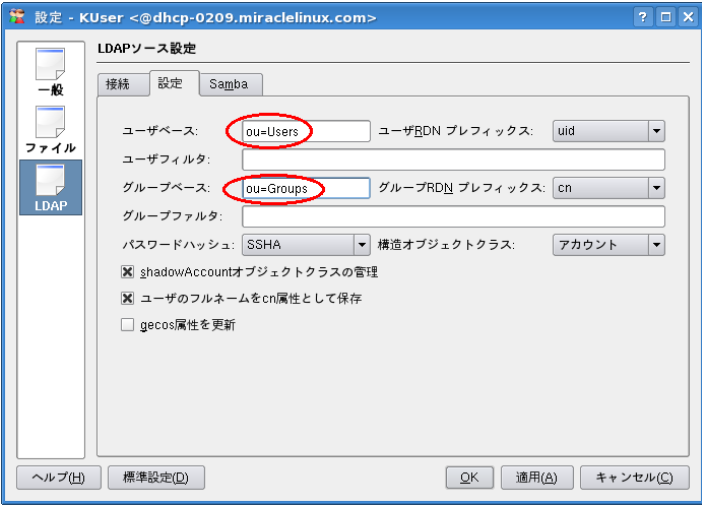 設定 - KUser <@dhcp-0209.miraclelinux.com>
LDAPソース設定
一般
ファイル
LDAP
接続 設定 Samba
ユーザベース: ou=Users ユーザRDN プレフィックス: uid
ユーザフィルタ:
グループベース: ou=Groups グループRDN プレフィックス: cn
グループファルタ:
パスワードハッシュ: SSHA 構造オブジェクトクラス: アカウント
shadowAccountオブジェクトクラスの管理
ユーザのフルネームをcn属性として保存
gecos属性を更新
ヘルプ(H) 標準設定(D) OK 適用(A) キャンセル(C)